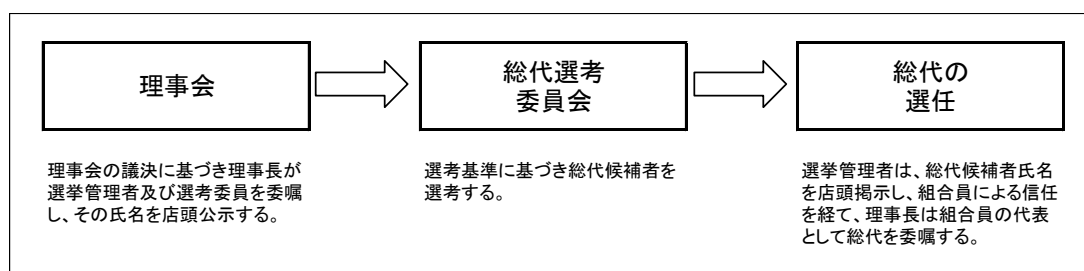 理事会
総代選考
委員会
総代の
選任
理事会の議決に基づき理事長が
選挙管理者及び選考委員を委嘱
し、その氏名を店頭公示する。
選考基準に基づき総代候補者を
選考する。
選挙管理者は、総代候補者氏名
を店頭掲示し、組合員による信任
を経て、理事長は組合員の代表
として総代を委嘱する。